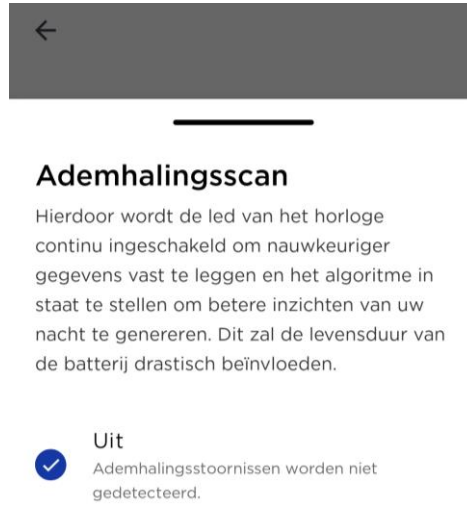 Ademhalingsscan
Hierdoor wordt de led van het horloge
continu ingeschakeld om nauwkeuriger
gegevens vast te leggen en het algoritme in
staat te stellen om betere inzichten van uw
nacht te genereren. Dit zal de levensduur van
de batterij drastisch beïnvloeden.
Uit
Ademhalingsstoornissen worden niet
gedetecteerd.